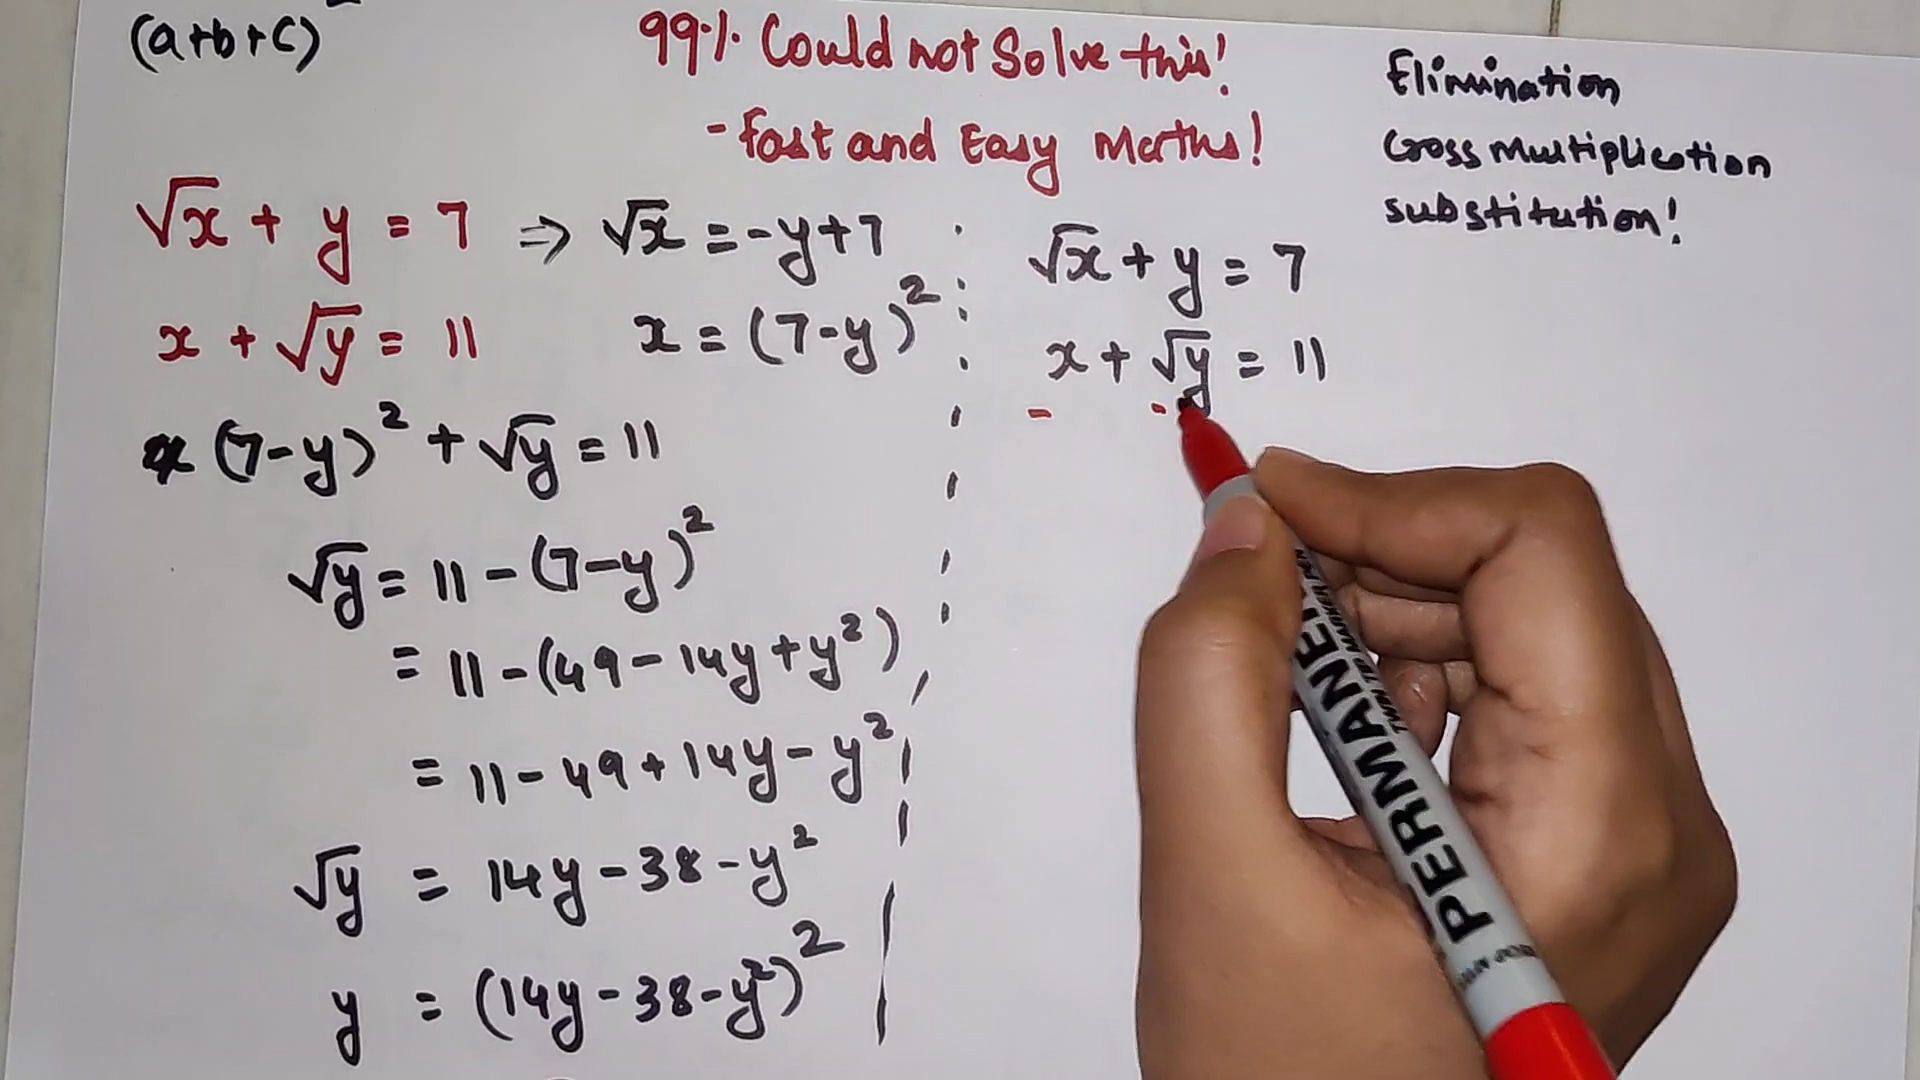 (a+b+c)²
99% Could not Solve this!
- Fast and Easy Maths!
Elimination
Cross Multiplication
substitution!
√x + y = 7 ⇒ √x = -y+7
x + √y = 11
x = (7-y)²
(7-y)² + √y = 11
√y = 11 - (7-y)²
= 11 - (49 - 14y + y²)
= 11 - 49 + 14y - y²
√y = 14y - 38 - y²
y = (14y - 38 - y²)²
√x + y = 7
x + √y = 11
- -
PERMANE